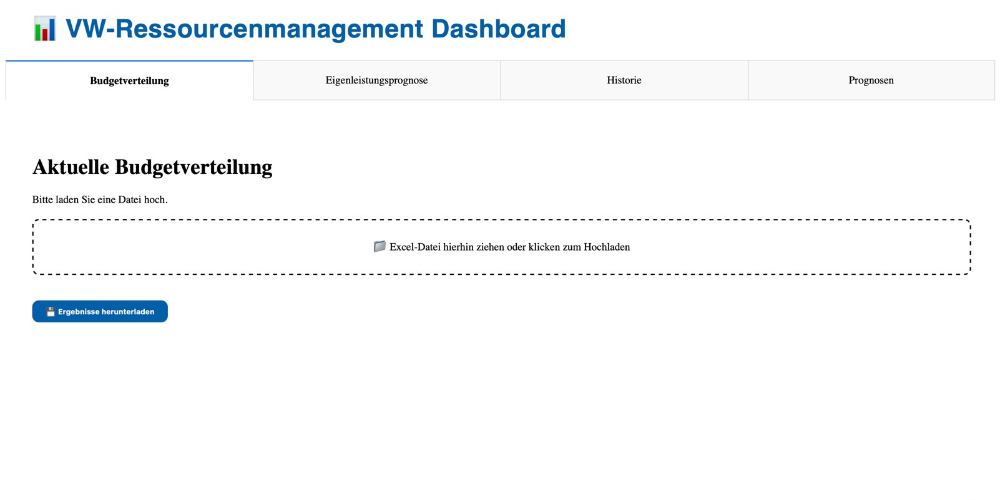 VW-Ressourcenmanagement Dashboard
Budgetverteilung
Eigenleistungsprognose
Historie
Prognosen
Aktuelle Budgetverteilung
Bitte laden Sie eine Datei hoch.
Excel-Datei hierhin ziehen oder klicken zum Hochladen
Ergebnisse herunterladen